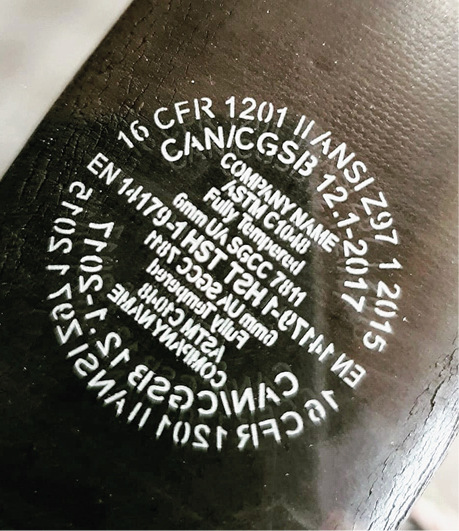 16 CFR 1201 II ANSI Z97 1 2015
CAN/CGSB 12.1-2017
COMPANY NAME
ASTM C1048
Fully Tempered
6mm UA SGCC 7811
EN 14179-1 HST
EN 14179-1 HST
6mm UA SGCC 7811
Fully Tempered
ASTM C1048
COMPANY NAME
CAN/CGSB 12.1-2017
16 CFR 1201 II ANSI Z97 1 2015